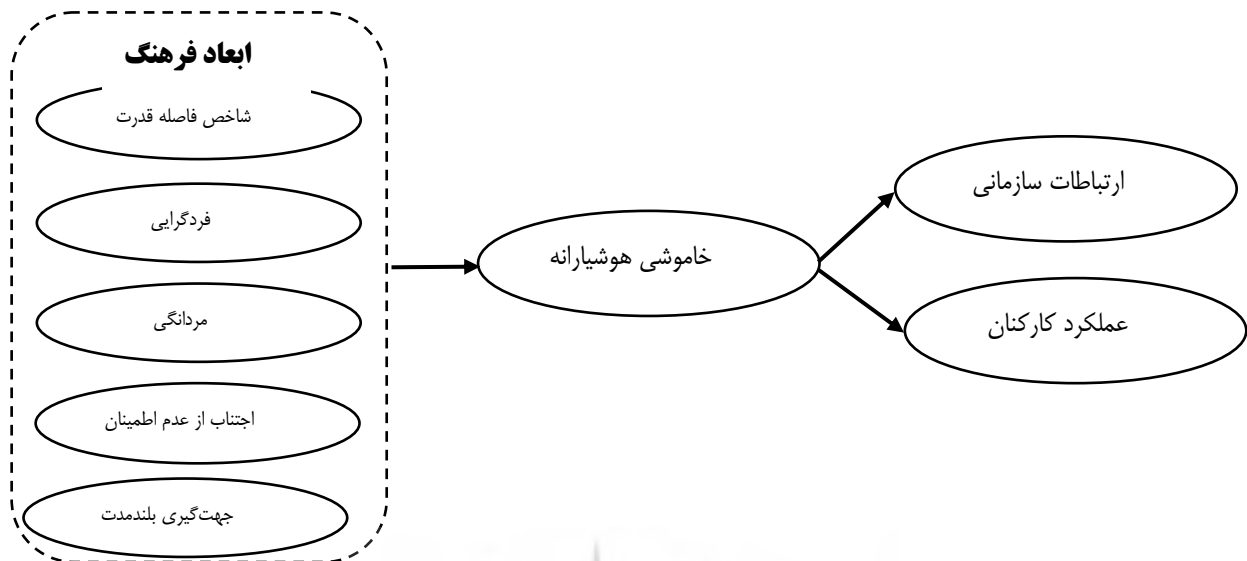 ابعاد فرهنگ
شاخص فاصله قدرت
فردگرایی
مردانگی
اجتناب از عدم اطمینان
جهت‌گیری بلندمدت
خاموشی هوشیارانه
ارتباطات سازمانی
عملکرد کارکنان